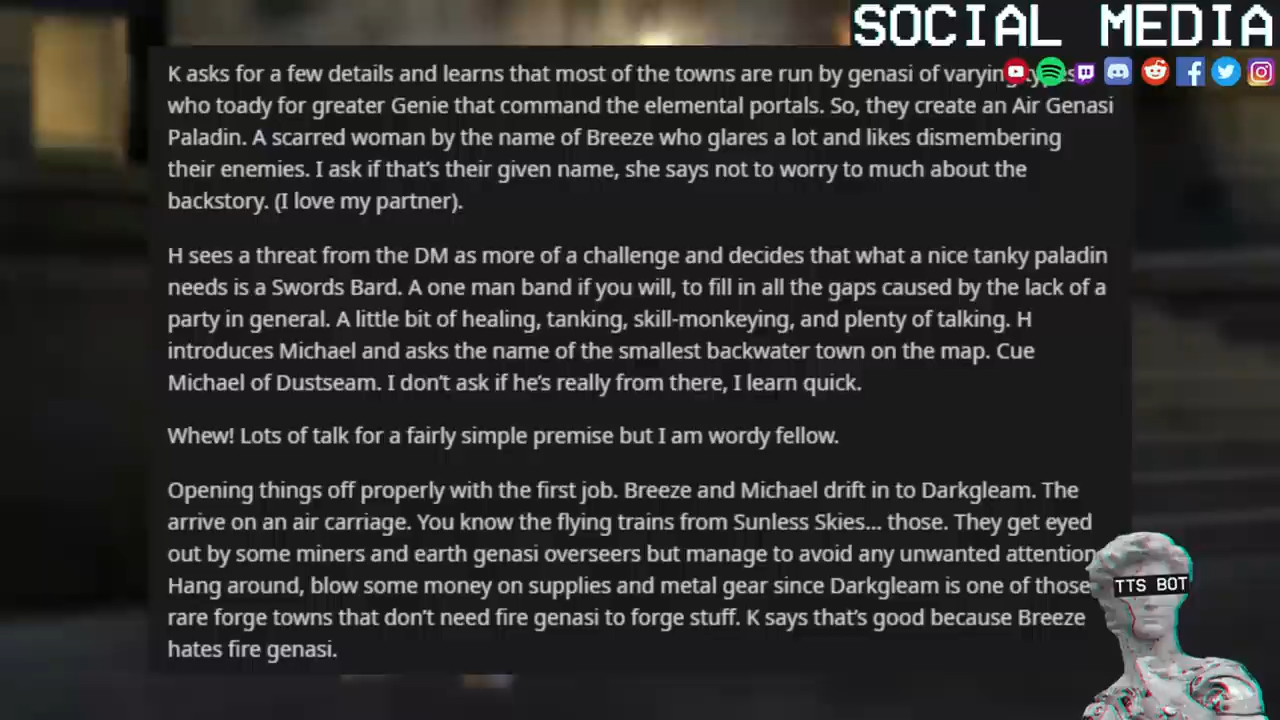 SOCIAL MEDIA
K asks for a few details and learns that most of the towns are run by genasi of varying
who toady for greater Genie that command the elemental portals. So, they create an Air Genasi
Paladin. A scarred woman by the name of Breeze who glares a lot and likes dismembering
their enemies. I ask if that's their given name, she says not to worry to much about the
backstory. (I love my partner).
H sees a threat from the DM as more of a challenge and decides that what a nice tanky paladin
needs is a Swords Bard. A one man band if you will, to fill in all the gaps caused by the lack of a
party in general. A little bit of healing, tanking, skill-monkeying, and plenty of talking. H
introduces Michael and asks the name of the smallest backwater town on the map. Cue
Michael of Dustseam. I don't ask if he's really from there, I learn quick.
Whew! Lots of talk for a fairly simple premise but I am wordy fellow.
Opening things off properly with the first job. Breeze and Michael drift in to Darkgleam. The
arrive on an air carriage. You know the flying trains from Sunless Skies... those. They get eyed
out by some miners and earth genasi overseers but manage to avoid any unwanted attention
Hang around, blow some money on supplies and metal gear since Darkgleam is one of those
rare forge towns that don't need fire genasi to forge stuff. K says that's good because Breeze
hates fire genasi.
TTS BOT